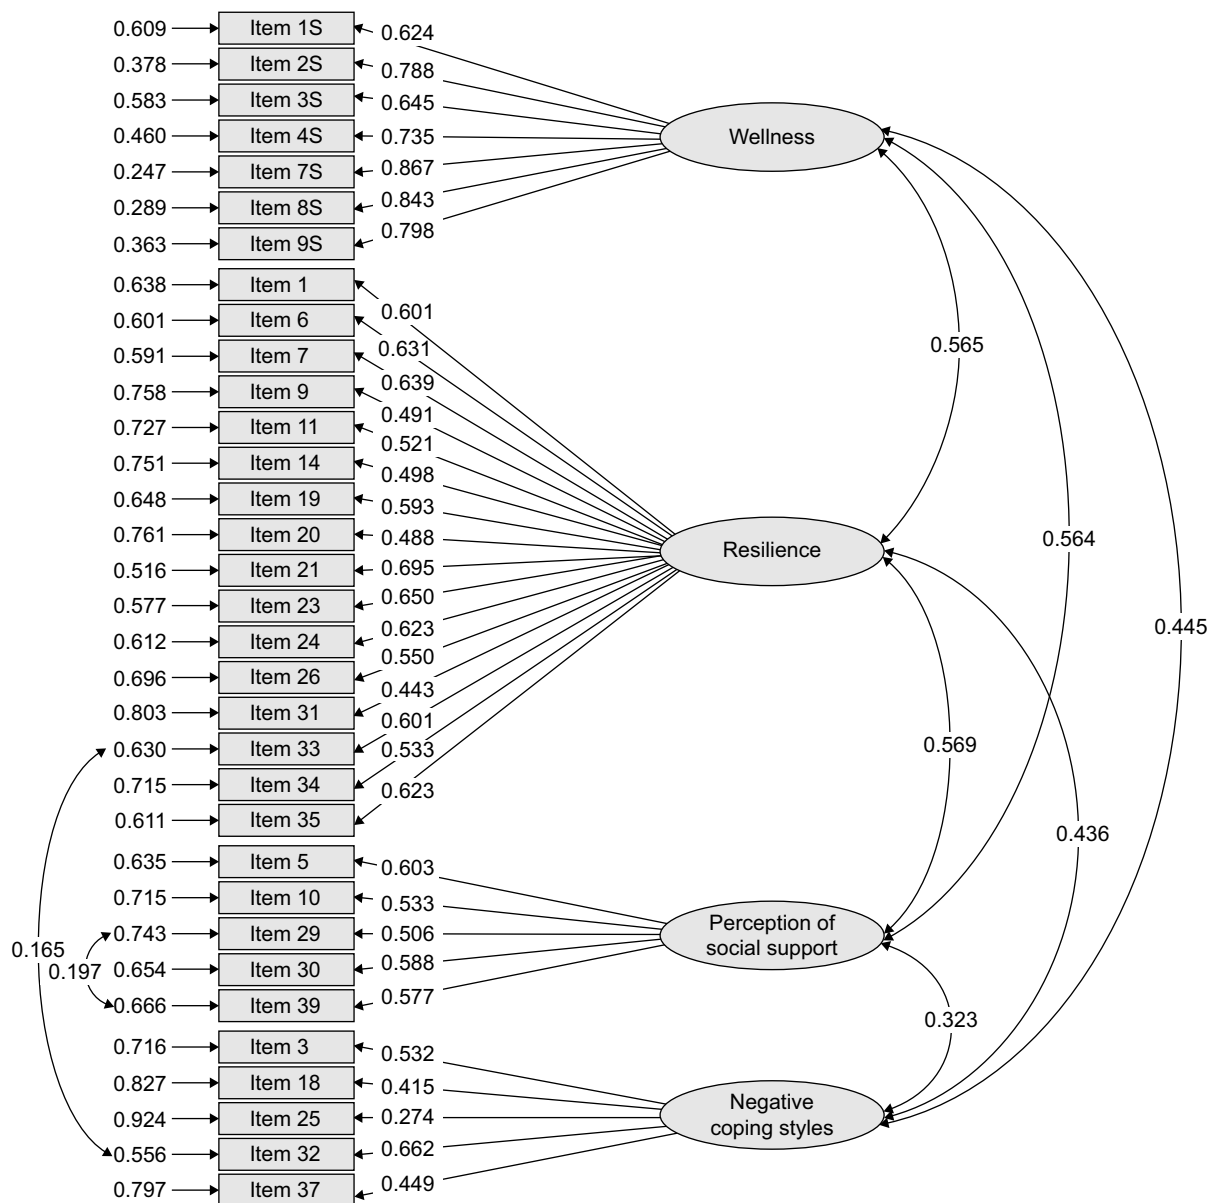 0.609 Item 1S 0.624
0.378 Item 2S 0.788
0.583 Item 3S 0.645
0.460 Item 4S 0.735
0.247 Item 7S 0.867
0.289 Item 8S 0.843
0.363 Item 9S 0.798
Wellness
0.638 Item 1 0.601
0.601 Item 6 0.631
0.591 Item 7 0.639
0.758 Item 9 0.491
0.727 Item 11 0.521
0.751 Item 14 0.498
0.648 Item 19 0.593
0.761 Item 20 0.488
0.516 Item 21 0.695
0.577 Item 23 0.650
0.612 Item 24 0.623
0.696 Item 26 0.550
0.803 Item 31 0.443
0.630 Item 33 0.601
0.715 Item 34 0.533
0.611 Item 35 0.623
Resilience
0.635 Item 5 0.603
0.715 Item 10 0.533
0.743 Item 29 0.506
0.654 Item 30 0.588
0.666 Item 39 0.577
Perception of
social support
0.716 Item 3 0.532
0.827 Item 18 0.415
0.924 Item 25 0.274
0.556 Item 32 0.662
0.797 Item 37 0.449
Negative
coping styles
0.165
0.197
0.565
0.564
0.445
0.569
0.436
0.323